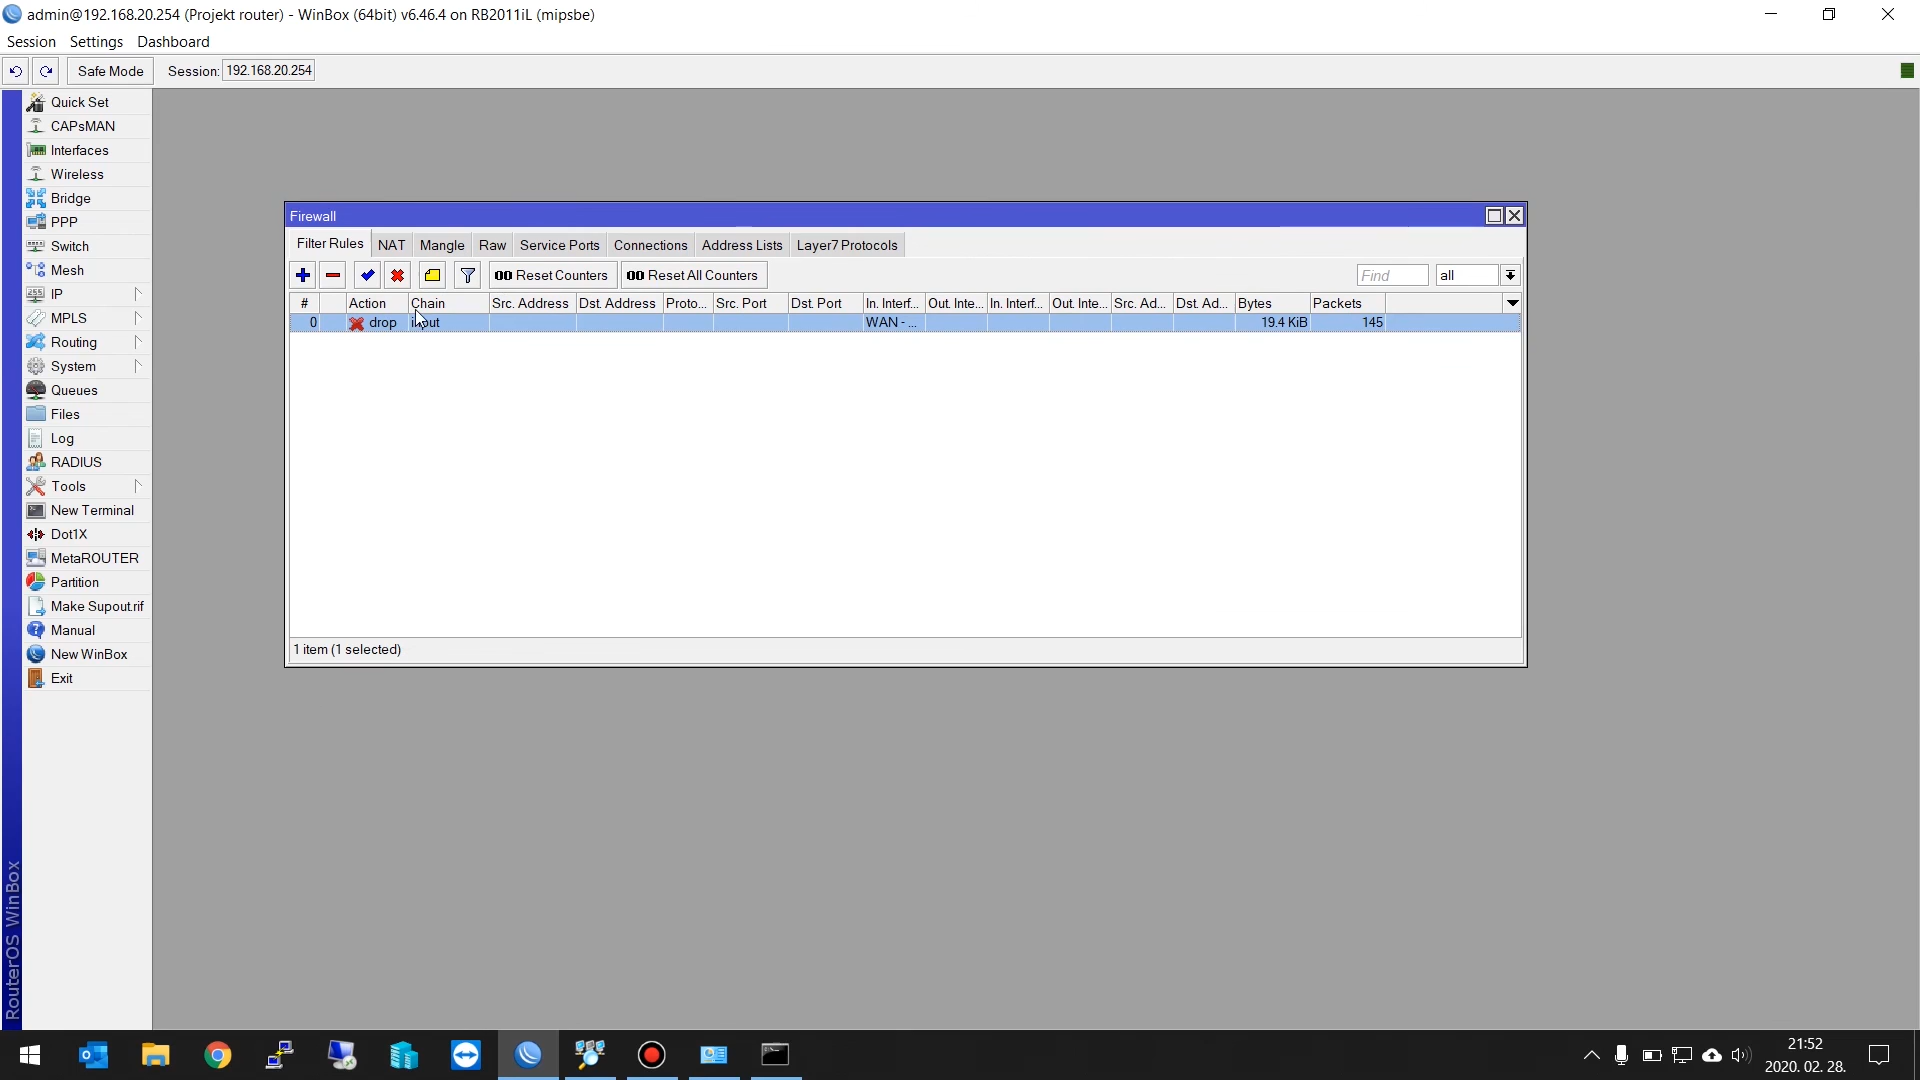 admin@192.168.20.254 (Projekt router) - WinBox (64bit) v6.46.4 on RB2011iL (mipsbe)
Session Settings Dashboard
Safe Mode Session: 192.168.20.254
Quick Set
CAPsMAN
Interfaces
Wireless
Bridge
PPP
Switch
Mesh
IP
MPLS
Routing
System
Queues
Files
Log
RADIUS
Tools
New Terminal
Dot1X
MetaROUTER
Partition
Make Supout.rif
Manual
New WinBox
Exit
RouterOS WinBox
Firewall
Filter Rules NAT Mangle Raw Service Ports Connections Address Lists Layer7 Protocols
00 Reset Counters 00 Reset All Counters Find all
# Action Chain Src. Address Dst. Address Proto... Src. Port Dst. Port In. Interf... Out. Inte... In. Interf... Out. Inte... Src. Ad... Dst. Ad... Bytes Packets
0 drop input WAN - ... 19.4 KiB 145
1 item (1 selected)
21:52
2020. 02. 28.